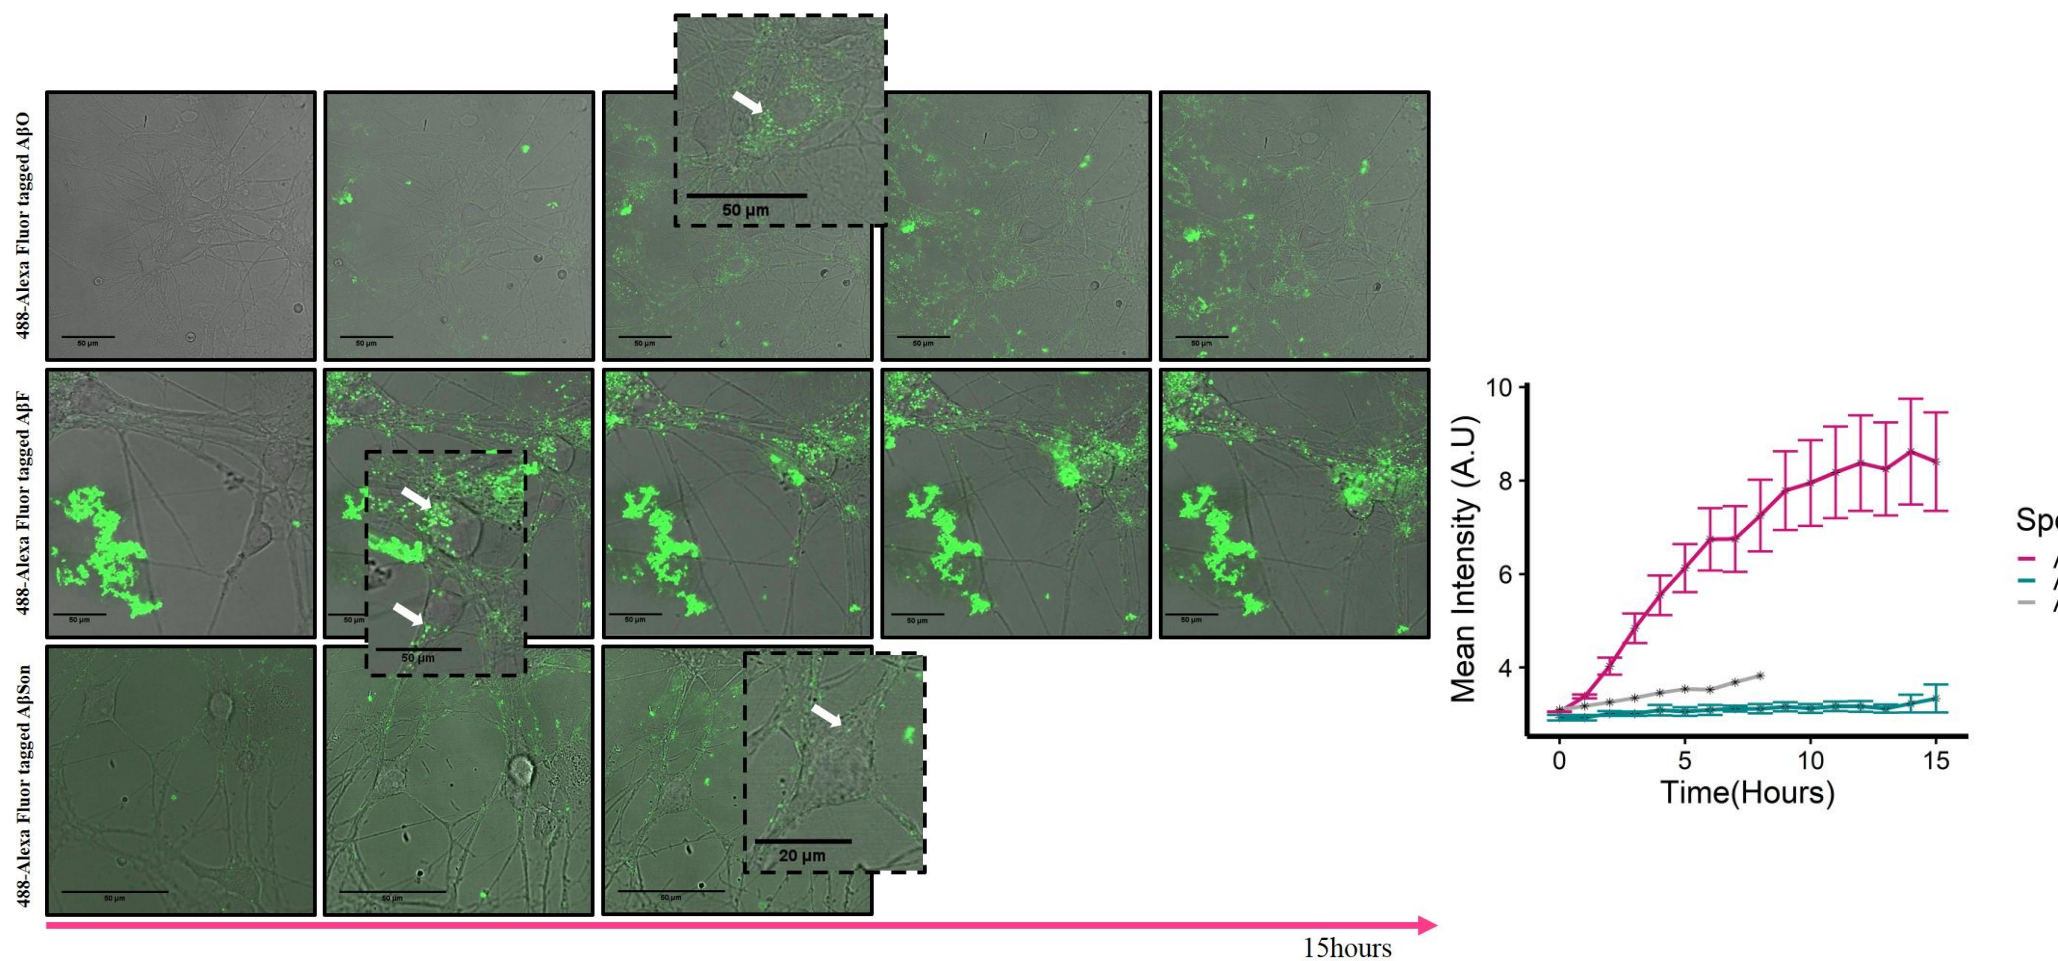 488-Alexa Fluor tagged AβO
50 µm
50 µm
50 µm
50 µm
50 µm
50 µm
488-Alexa Fluor tagged AβF
50 µm
50 µm
50 µm
50 µm
50 µm
50 µm
488-Alexa Fluor tagged AβSon
50 µm
50 µm
50 µm
20 µm
15hours
Mean Intensity (A.U)
10
8
6
4
0
5
10
15
Time(Hours)